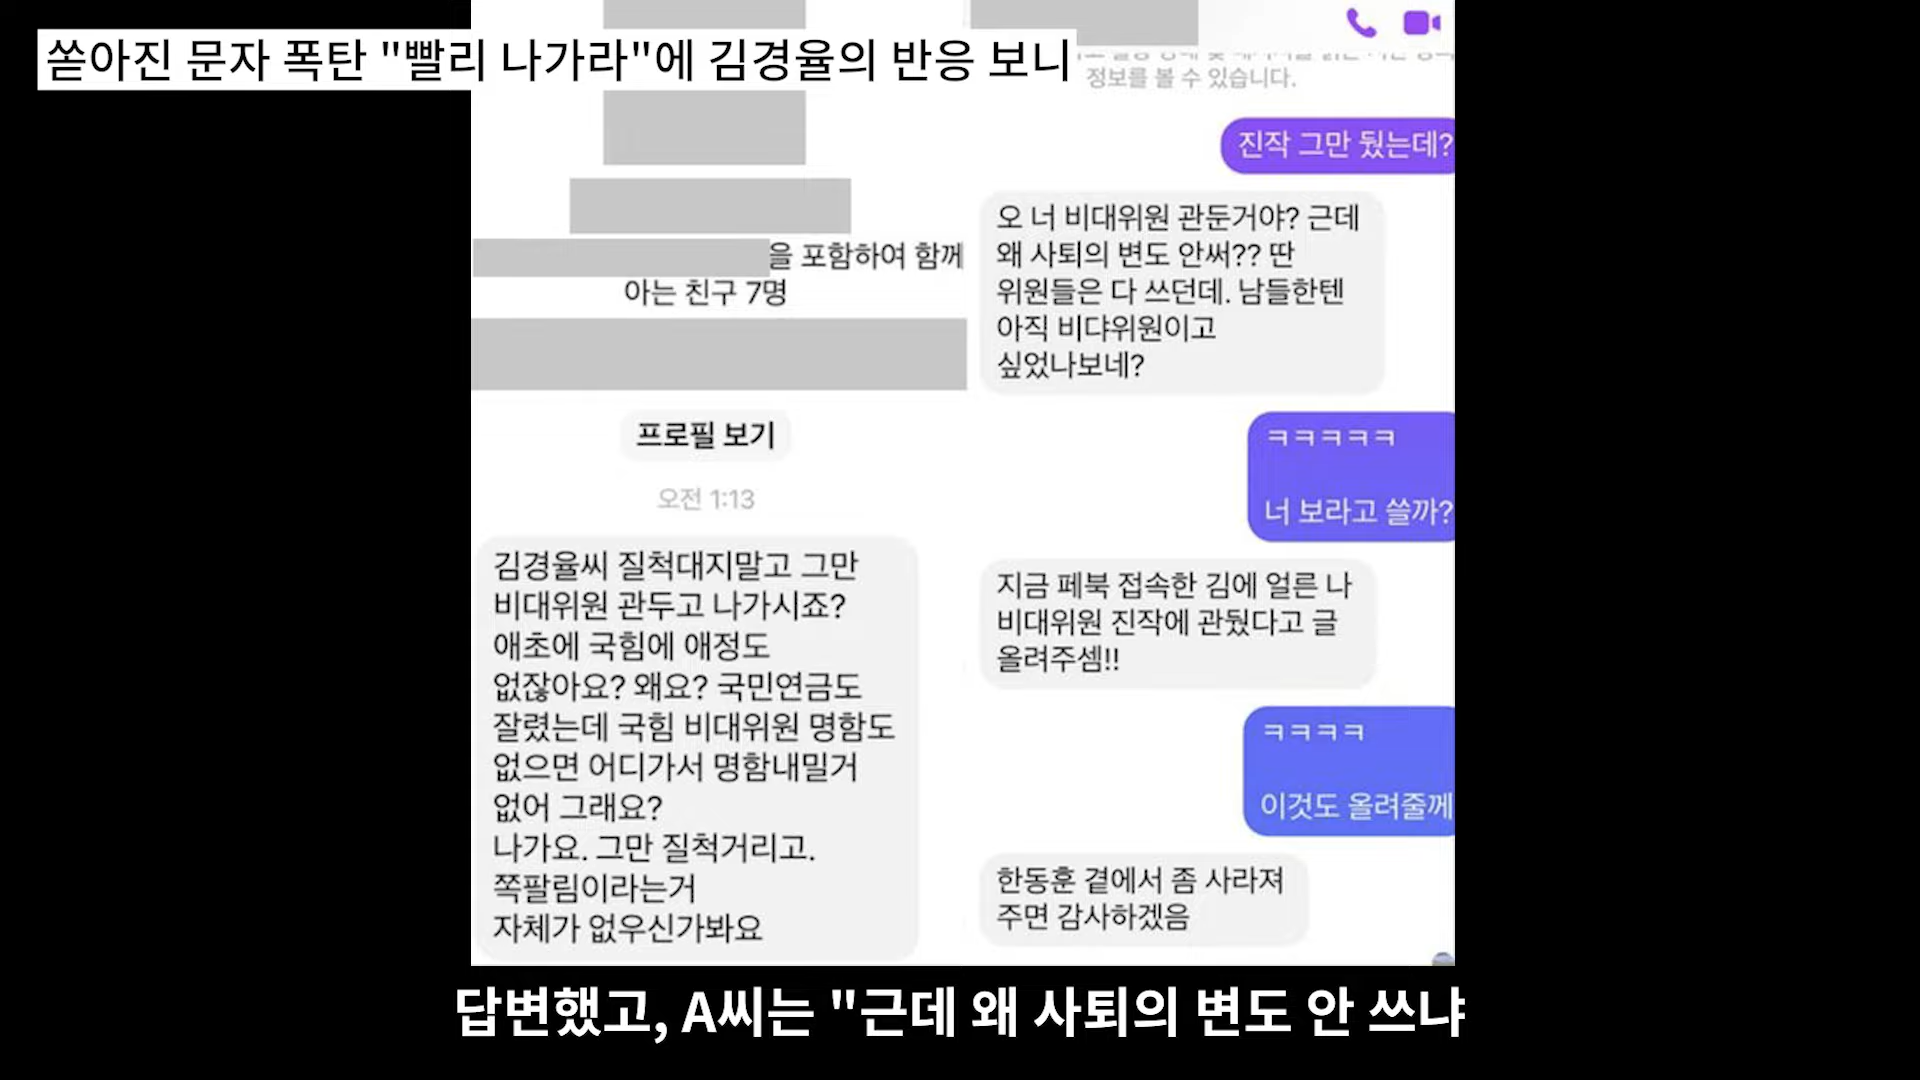 쏟아진 문자 폭탄 "빨리 나가라"에 김경율의 반응 보니
을 포함하여 함께
아는 친구 7명
프로필 보기
오전 1:13
김경율씨 질척대지말고 그만
비대위원 관두고 나가시죠?
애초에 국힘에 애정도
없잖아요? 왜요? 국민연금도
잘렸는데 국힘 비대위원 명함도
없으면 어디가서 명함내밀거
없어 그래요?
나가요. 그만 질척거리고.
쪽팔림이라는거
자체가 없우신가봐요
정보를 볼 수 있습니다.
진작 그만 뒀는데?
오 너 비대위원 관둔거야? 근데
왜 사퇴의 변도 안써?? 딴
위원들은 다 쓰던데. 남들한텐
아직 비댜위원이고
싶었나보네?
ㅋㅋㅋㅋㅋ
너 보라고 쓸까?
지금 페북 접속한 김에 얼른 나
비대위원 진작에 관뒀다고 글
올려주셈!!
ㅋㅋㅋㅋ
이것도 올려줄께
한동훈 곁에서 좀 사라져
주면 감사하겠음
답변했고, A씨는 "근데 왜 사퇴의 변도 안 쓰냐